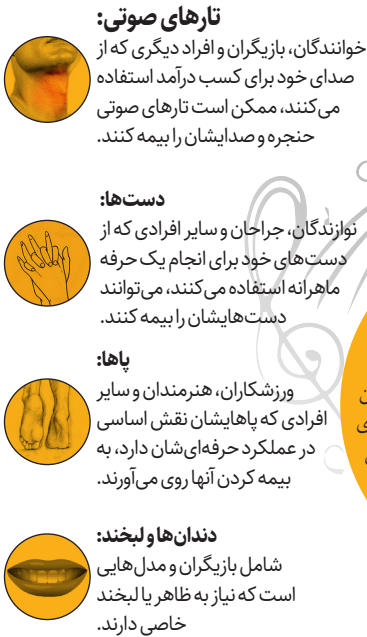 تارهای صوتی:
خوانندگان، بازیگران و افراد دیگری که از
صدای خود برای کسب درآمد استفاده
می‌کنند، ممکن است تارهای صوتی
حنجره و صدایشان را بیمه کنند.
دست‌ها:
نوازندگان، جراحان و سایر افرادی که از
دست‌های خود برای انجام یک حرفه
ماهرانه استفاده می‌کنند، می‌توانند
دست‌هایشان را بیمه کنند.
پاها:
ورزشکاران، هنرمندان و سایر
افرادی که پاهایشان نقش اساسی
در عملکرد حرفه‌ای‌شان دارد، به
بیمه کردن آنها روی می‌آورند.
دندان‌ها و لبخند:
شامل بازیگران و مدل‌هایی
است که نیاز به ظاهر یا لبخند
خاصی دارند.